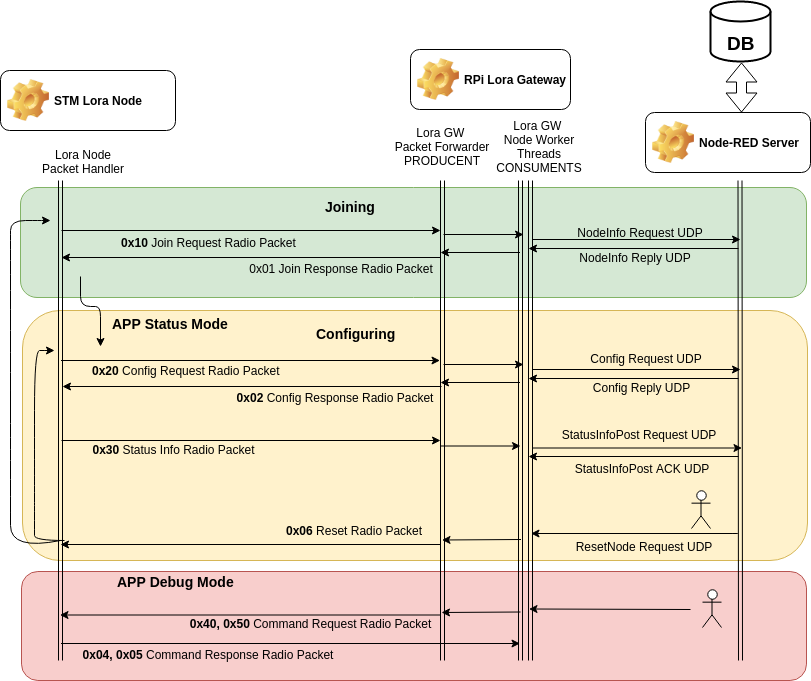 DB
STM Lora Node
RPi Lora Gateway
Node-RED Server
Lora Node
Packet Handler
Lora GW
Packet Forwarder
PRODUCENT
Lora GW
Node Worker
Threads
CONSUMENTS
Joining
0x10 Join Request Radio Packet
NodeInfo Request UDP
0x01 Join Response Radio Packet
NodeInfo Reply UDP
APP Status Mode
Configuring
0x20 Config Request Radio Packet
Config Request UDP
0x02 Config Response Radio Packet
Config Reply UDP
0x30 Status Info Radio Packet
StatusInfoPost Request UDP
StatusInfoPost ACK UDP
0x06 Reset Radio Packet
ResetNode Request UDP
APP Debug Mode
0x40, 0x50 Command Request Radio Packet
0x04, 0x05 Command Response Radio Packet